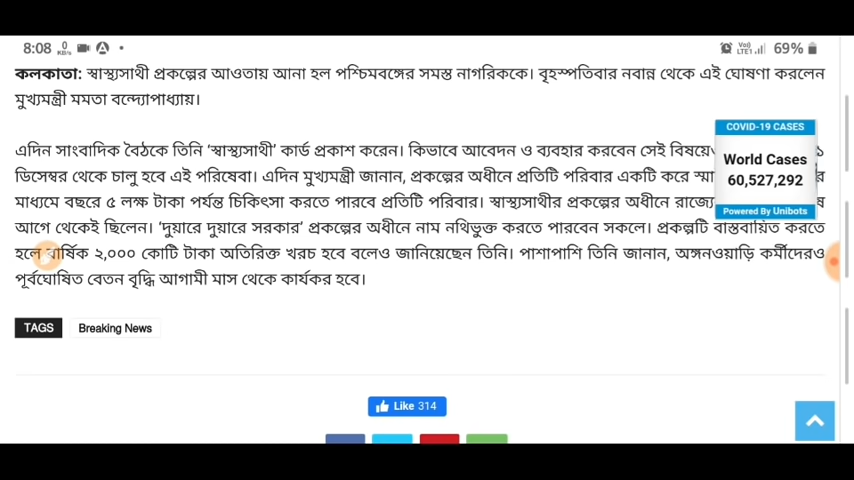 8:08 0 KB/s • Vo) LTE1 69%
কলকাতা: স্বাস্থ্যসাথী প্রকল্পের আওতায় আনা হল পশ্চিমবঙ্গের সমস্ত নাগরিককে। বৃহস্পতিবার নবান্ন থেকে এই ঘোষণা করলেন
মুখ্যমন্ত্রী মমতা বন্দ্যোপাধ্যায়।
এদিন সাংবাদিক বৈঠকে তিনি ‘স্বাস্থ্যসাথী’ কার্ড প্রকাশ করেন। কিভাবে আবেদন ও ব্যবহার করবেন সেই ১
ডিসেম্বর থেকে চালু হবে এই পরিষেবা। এদিন মুখ্যমন্ত্রী জানান, প্রকল্পের অধীনে প্রতিটি পরিবার একটি করে
মাধ্যমে বছরে ৫ লক্ষ টাকা পর্যন্ত চিকিৎসা করতে পারবে প্রতিটি পরিবার। স্বাস্থ্যসাথীর প্রকল্পের অধীনে
আগে থেকেই ছিলেন। ‘দুয়ারে দুয়ারে সরকার’ প্রকল্পের অধীনে নাম নথিভুক্ত করতে পারবেন সকলে। প্রকল্পটি বাস্তবায়িত করতে
হলে বার্ষিক ২,০০০ কোটি টাকা অতিরিক্ত খরচ হবে বলেও জানিয়েছেন তিনি। পাশাপাশি তিনি জানান, অঙ্গনওয়াড়ি কর্মীদেরও
পূর্বঘোষিত বেতন বৃদ্ধি আগামী মাস থেকে কার্যকর হবে।
COVID-19 CASES
World Cases
60,527,292
Powered By Unibots
TAGS Breaking News
Like 314